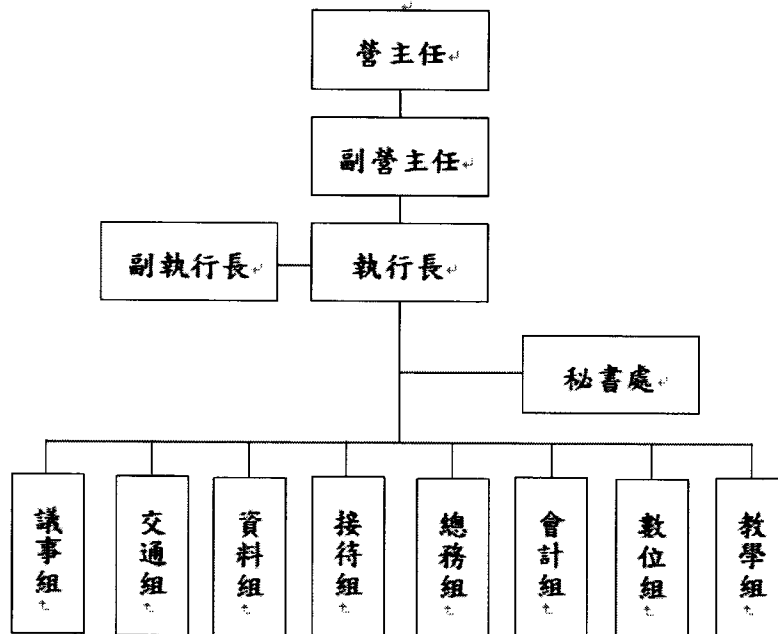 營主任
副營主任
副執行長
執行長
秘書處
議事組
交通組
資料組
接待組
總務組
會計組
數位組
教學組